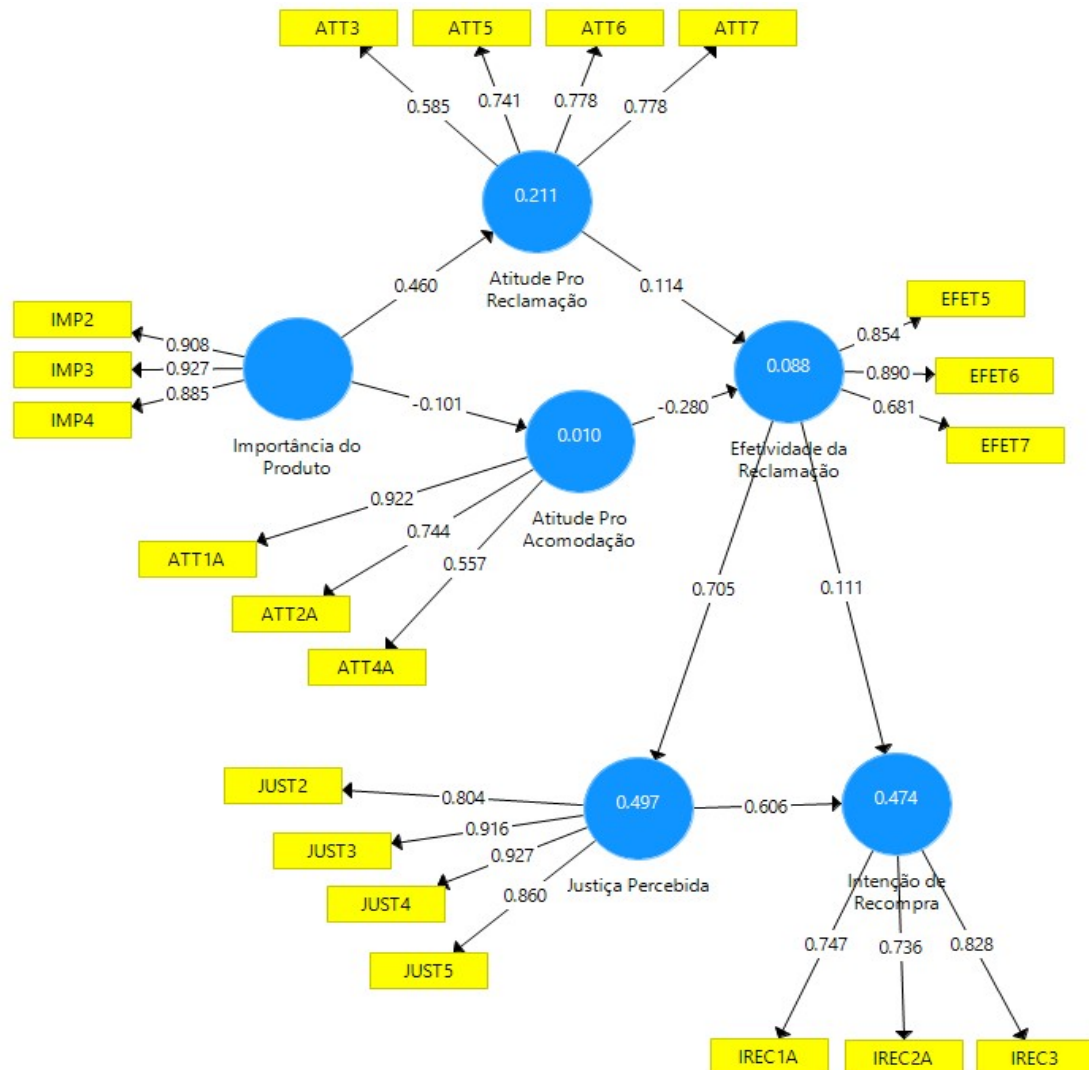 ATT3
ATT5
ATT6
ATT7
0.585
0.741
0.778
0.778
0.211
Atitude Pro
Reclamação
0.460
0.114
IMP2
IMP3
IMP4
0.908
0.927
0.885
Importância do
Produto
-0.101
0.010
Atitude Pro
Acomodação
-0.280
0.088
Efetividade da
Reclamação
0.854
0.890
0.681
EFET5
EFET6
EFET7
0.922
0.744
0.557
ATT1A
ATT2A
ATT4A
0.705
0.111
JUST2
JUST3
JUST4
JUST5
0.804
0.916
0.927
0.860
0.497
Justiça Percebida
0.606
0.474
Intenção de
Recompra
0.747
0.736
0.828
IREC1A
IREC2A
IREC3